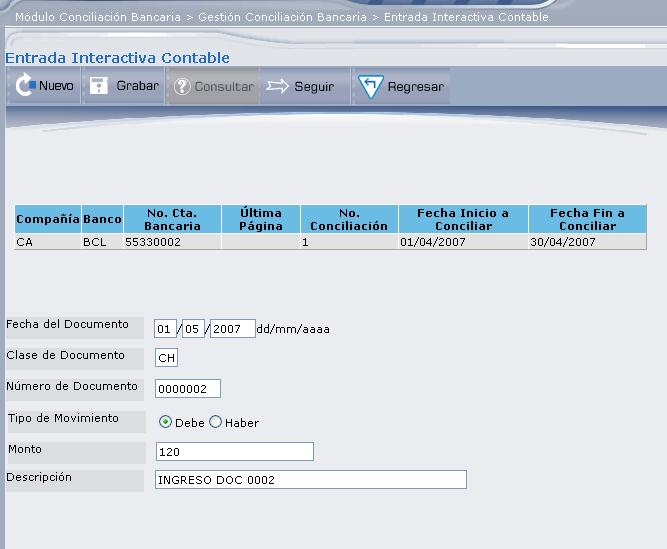 Módulo Conciliación Bancaria > Gestión Conciliación Bancaria > Entrada Interactiva Contable
Entrada Interactiva Contable
Nuevo Grabar Consultar Seguir Regresar
Compañía Banco No. Cta. Bancaria Última Página No. Conciliación Fecha Inicio a Conciliar Fecha Fin a Conciliar
CA BCL 55330002 1 01/04/2007 30/04/2007
Fecha del Documento 01/05/2007 dd/mm/aaaa
Clase de Documento CH
Número de Documento 0000002
Tipo de Movimiento Debe Haber
Monto 120
Descripción INGRESO DOC 0002